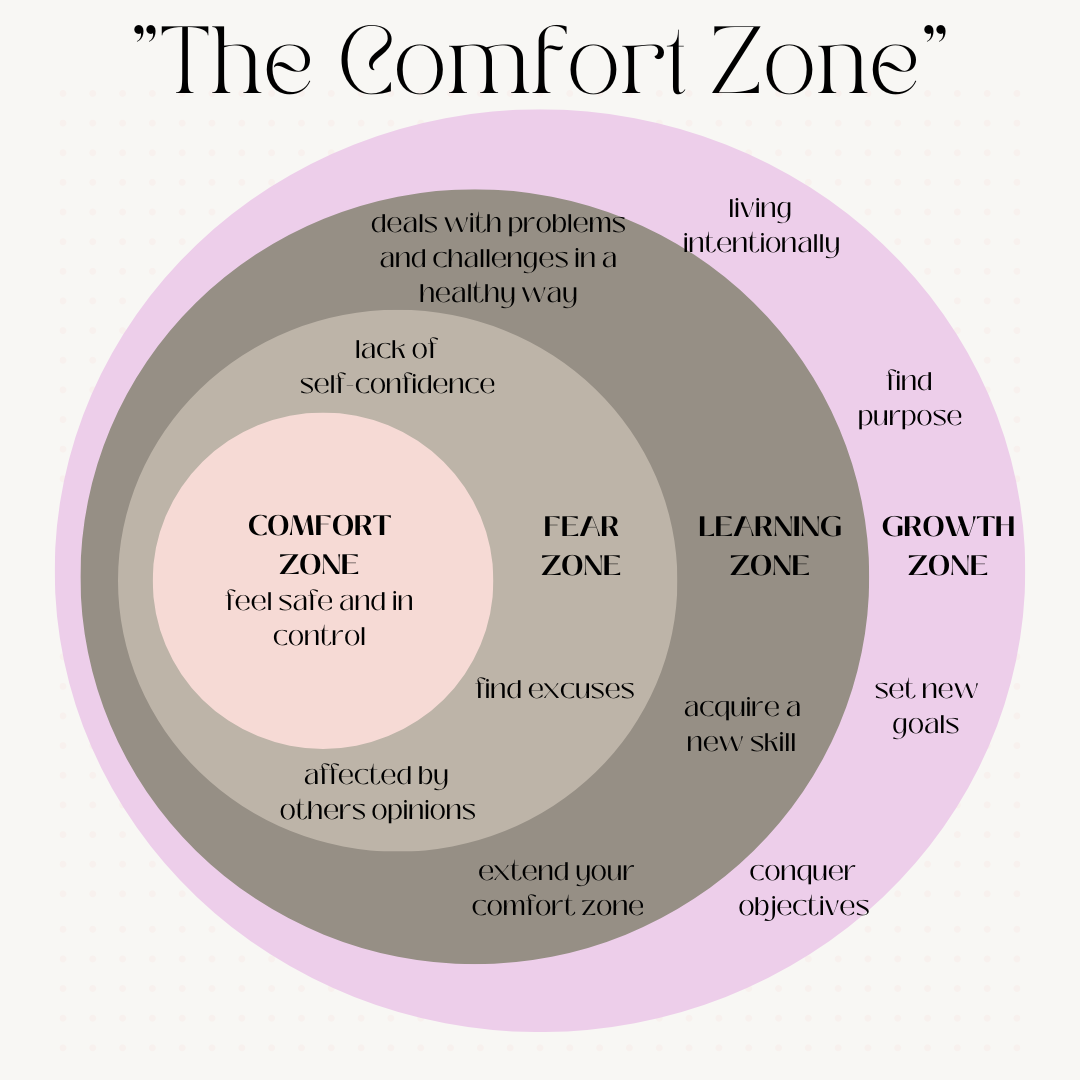 ”The Comfort Zone”
deals with problems
and challenges in a
healthy way
living
intentionally
lack of
self-confidence
find
purpose
COMFORT
ZONE
feel safe and in
control
FEAR
ZONE
LEARNING
ZONE
GROWTH
ZONE
find excuses
acquire a
new skill
set new
goals
affected by
others opinions
extend your
comfort zone
conquer
objectives